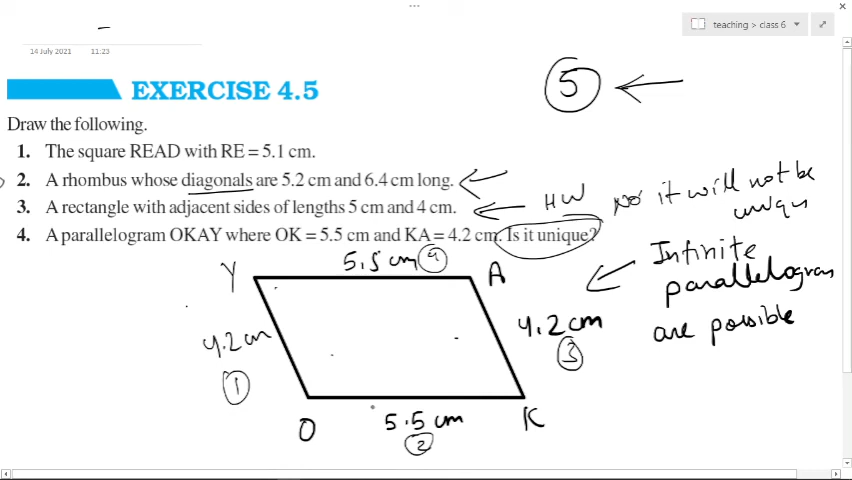 teaching > class 6
14 July 2021 11:23
EXERCISE 4.5
5
Draw the following.
1. The square READ with RE = 5.1 cm.
2. A rhombus whose diagonals are 5.2 cm and 6.4 cm long.
3. A rectangle with adjacent sides of lengths 5 cm and 4 cm.
HW
No it will not be
uniqu
4. A parallelogram OKAY where OK = 5.5 cm and KA = 4.2 cm. Is it unique?
Infinite
parallelogram
are possible
5.5 cm 4
Y
A
4.2 cm
3
4.2 cm
1
O
5.5 cm
2
K